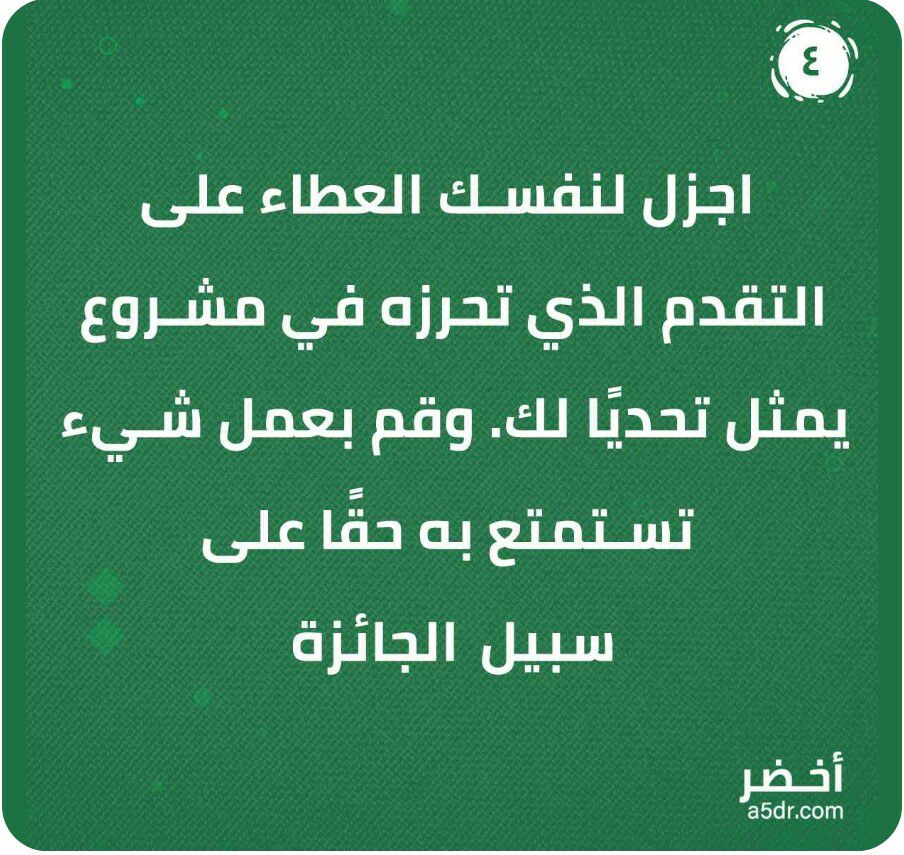 ٤
اجزل لنفسك العطاء على
التقدم الذي تحرزه في مشروع
يمثل تحديًا لك. وقم بعمل شيء
تستمتع به حقًا على
سبيل الجائزة
أخضر
a5dr.com